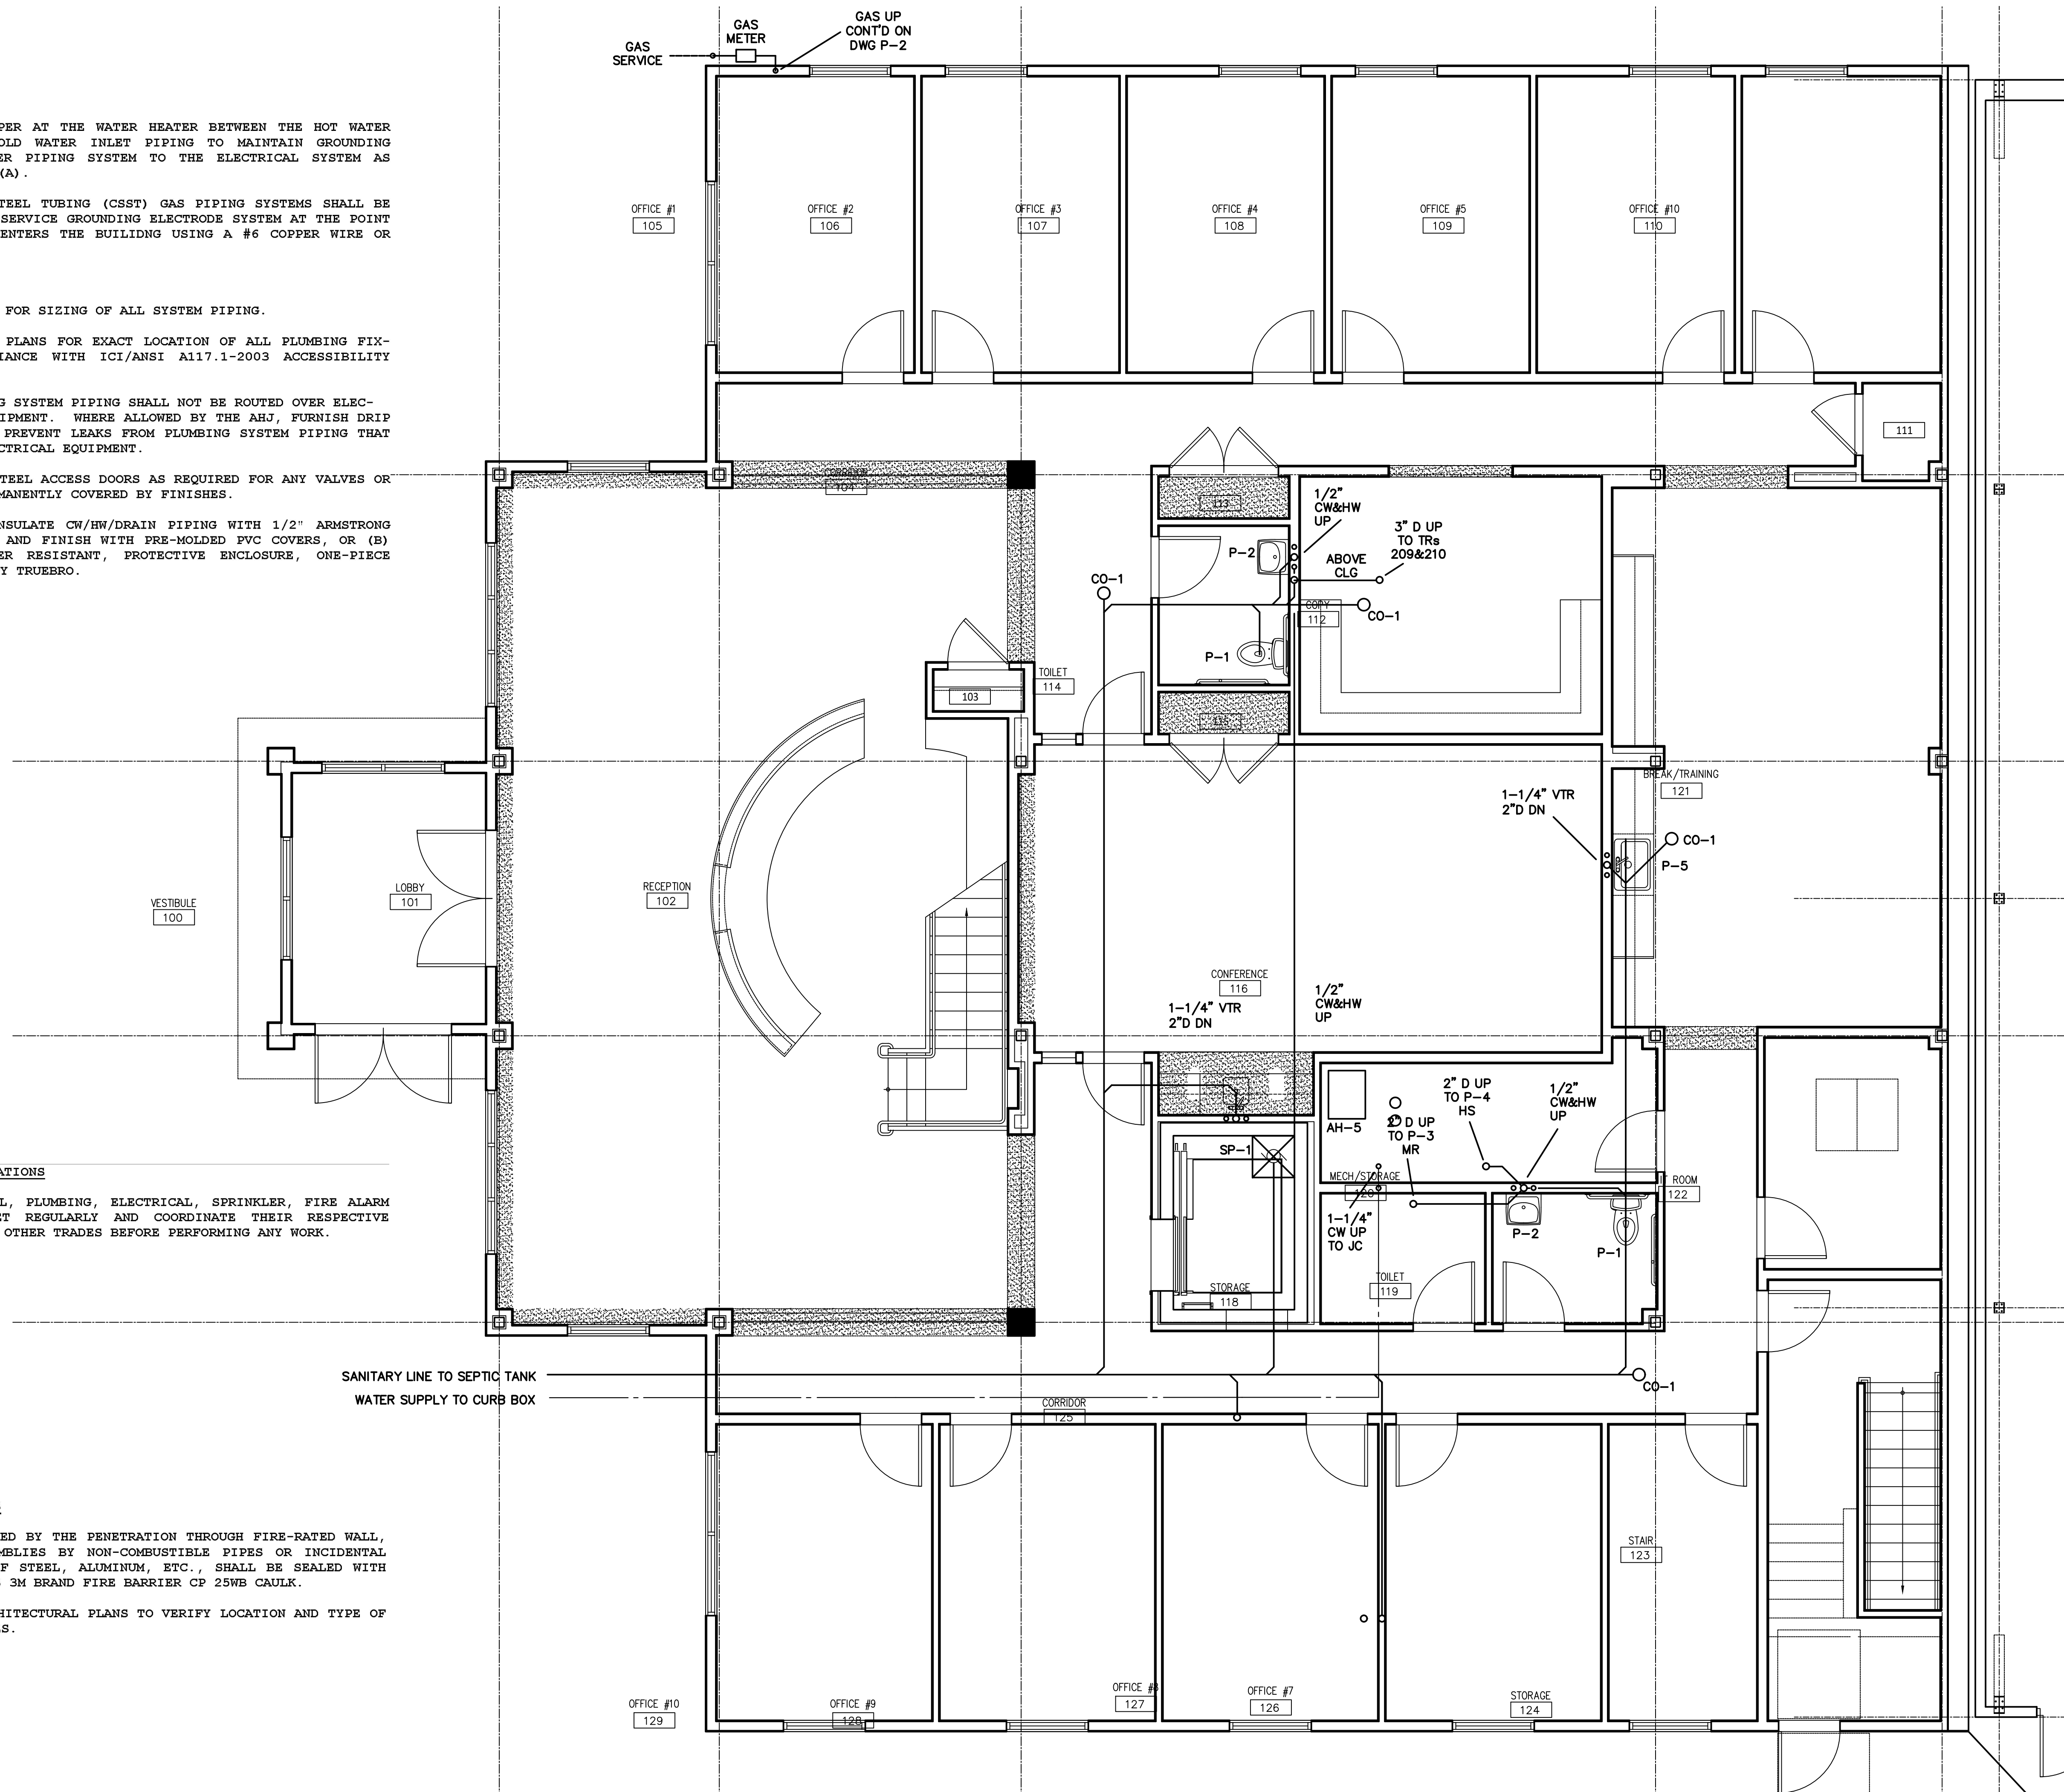 PER AT THE WATER HEATER BETWEEN THE HOT WATER
OLD WATER INLET PIPING TO MAINTAIN GROUNDING
ER PIPING SYSTEM TO THE ELECTRICAL SYSTEM AS
(A).
TEEL TUBING (CSST) GAS PIPING SYSTEMS SHALL BE
SERVICE GROUNDING ELECTRODE SYSTEM AT THE POINT
ENTERS THE BUILIDNG USING A #6 COPPER WIRE OR
FOR SIZING OF ALL SYSTEM PIPING.
PLANS FOR EXACT LOCATION OF ALL PLUMBING FIX-
IANCE WITH ICI/ANSI A117.1-2003 ACCESSIBILITY
G SYSTEM PIPING SHALL NOT BE ROUTED OVER ELEC-
IPMENT. WHERE ALLOWED BY THE AHJ, FURNISH DRIP
PREVENT LEAKS FROM PLUMBING SYSTEM PIPING THAT
CTRICAL EQUIPMENT.
STEEL ACCESS DOORS AS REQUIRED FOR ANY VALVES OR
MANENTLY COVERED BY FINISHES.
NSULATE CW/HW/DRAIN PIPING WITH 1/2" ARMSTRONG
AND FINISH WITH PRE-MOLDED PVC COVERS, OR (B)
ER RESISTANT, PROTECTIVE ENCLOSURE, ONE-PIECE
Y TRUEBRO.
ATIONS
L, PLUMBING, ELECTRICAL, SPRINKLER, FIRE ALARM
ET REGULARLY AND COORDINATE THEIR RESPECTIVE
OTHER TRADES BEFORE PERFORMING ANY WORK.
ED BY THE PENETRATION THROUGH FIRE-RATED WALL,
MBLIES BY NON-COMBUSTIBLE PIPES OR INCIDENTAL
F STEEL, ALUMINUM, ETC., SHALL BE SEALED WITH
3M BRAND FIRE BARRIER CP 25WB CAULK.
HITECTURAL PLANS TO VERIFY LOCATION AND TYPE OF
ES.
GAS
SERVICE
GAS
METER
GAS UP
CONT'D ON
DWG P-2
OFFICE #1
105
OFFICE #2
106
OFFICE #3
107
OFFICE #4
108
OFFICE #5
109
OFFICE #10
110
111
CORRIDOR
104
113
1/2"
CW&HW
UP
3" D UP
TO TRs
209&210
P-2
ABOVE
CLG
CO-1
COPY
112
CO-1
P-1
TOILET
114
103
115
BREAK/TRAINING
121
1-1/4" VTR
2"D DN
CO-1
P-5
VESTIBULE
100
LOBBY
101
RECEPTION
102
CONFERENCE
116
1-1/4" VTR
2"D DN
1/2"
CW&HW
UP
AH-5
2" D UP
TO P-3
MR
2" D UP
TO P-4
HS
1/2"
CW&HW
UP
SP-1
MECH/STORAGE
120
IT ROOM
122
1-1/4"
CW UP
TO JC
P-2
P-1
TOILET
119
STORAGE
118
SANITARY LINE TO SEPTIC TANK
WATER SUPPLY TO CURB BOX
CO-1
CORRIDOR
125
STAIR
123
OFFICE #10
129
OFFICE #9
128
OFFICE #8
127
OFFICE #7
126
STORAGE
124